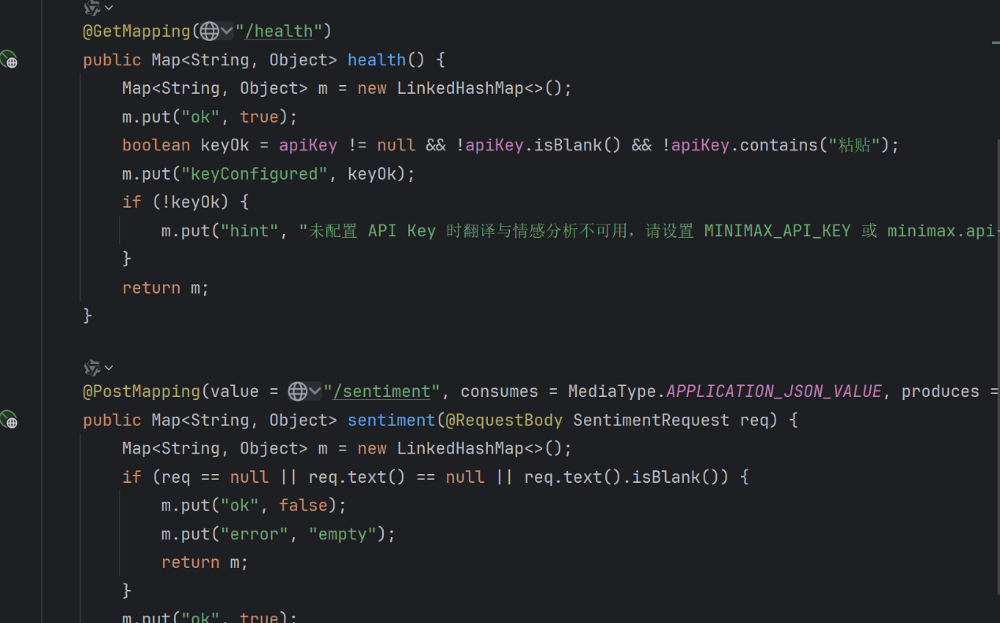 @GetMapping("/health")
public Map<String, Object> health() {
Map<String, Object> m = new LinkedHashMap<>();
m.put("ok", true);
boolean keyOk = apiKey != null && !apiKey.isBlank() && !apiKey.contains("粘贴");
m.put("keyConfigured", keyOk);
if (!keyOk) {
m.put("hint", "未配置 API Key 时翻译与情感分析不可用，请设置 MINIMAX_API_KEY 或 minimax.api-
}
return m;
}
@PostMapping(value = "/sentiment", consumes = MediaType.APPLICATION_JSON_VALUE, produces =
public Map<String, Object> sentiment(@RequestBody SentimentRequest req) {
Map<String, Object> m = new LinkedHashMap<>();
if (req == null || req.text() == null || req.text().isBlank()) {
m.put("ok", false);
m.put("error", "empty");
return m;
}
m.put("ok", true);